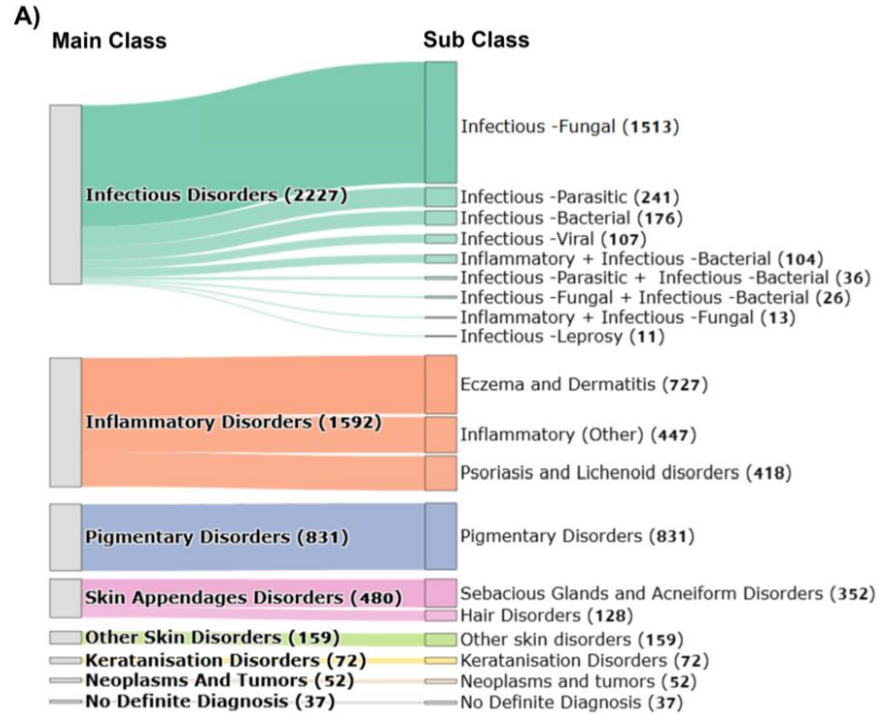 A)
Main Class
Sub Class
Infectious Disorders (2227)
Infectious -Fungal (1513)
Infectious -Parasitic (241)
Infectious -Bacterial (176)
Infectious -Viral (107)
Inflammatory + Infectious -Bacterial (104)
Infectious -Parasitic + Infectious -Bacterial (36)
Infectious -Fungal + Infectious -Bacterial (26)
Inflammatory + Infectious -Fungal (13)
Infectious -Leprosy (11)
Inflammatory Disorders (1592)
Eczema and Dermatitis (727)
Inflammatory (Other) (447)
Psoriasis and Lichenoid disorders (418)
Pigmentary Disorders (831)
Pigmentary Disorders (831)
Skin Appendages Disorders (480)
Sebacious Glands and Acneiform Disorders (352)
Hair Disorders (128)
Other Skin Disorders (159)
Other skin disorders (159)
Keratanisation Disorders (72)
Keratanisation Disorders (72)
Neoplasms And Tumors (52)
Neoplasms and tumors (52)
No Definite Diagnosis (37)
No Definite Diagnosis (37)